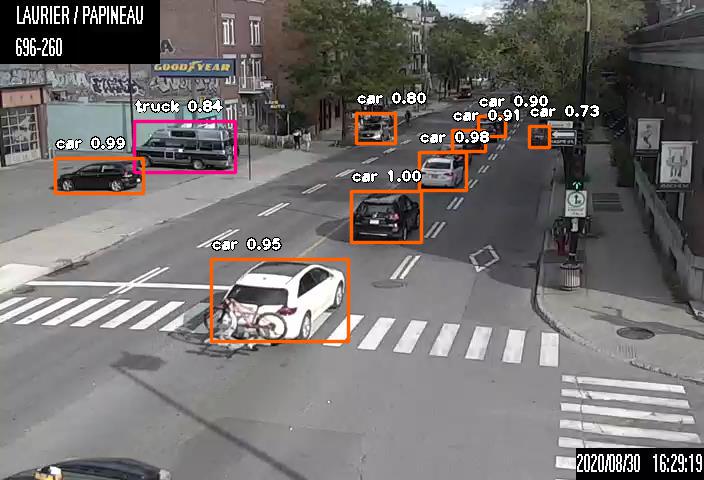 LAURIER / PAPINEAU
696-260
GOODYEAR
truck 0.84
car 0.80
car 0.90
car 0.91
car 0.73
car 0.98
car 0.99
car 1.00
car 0.95
2020/08/30 16:29:19